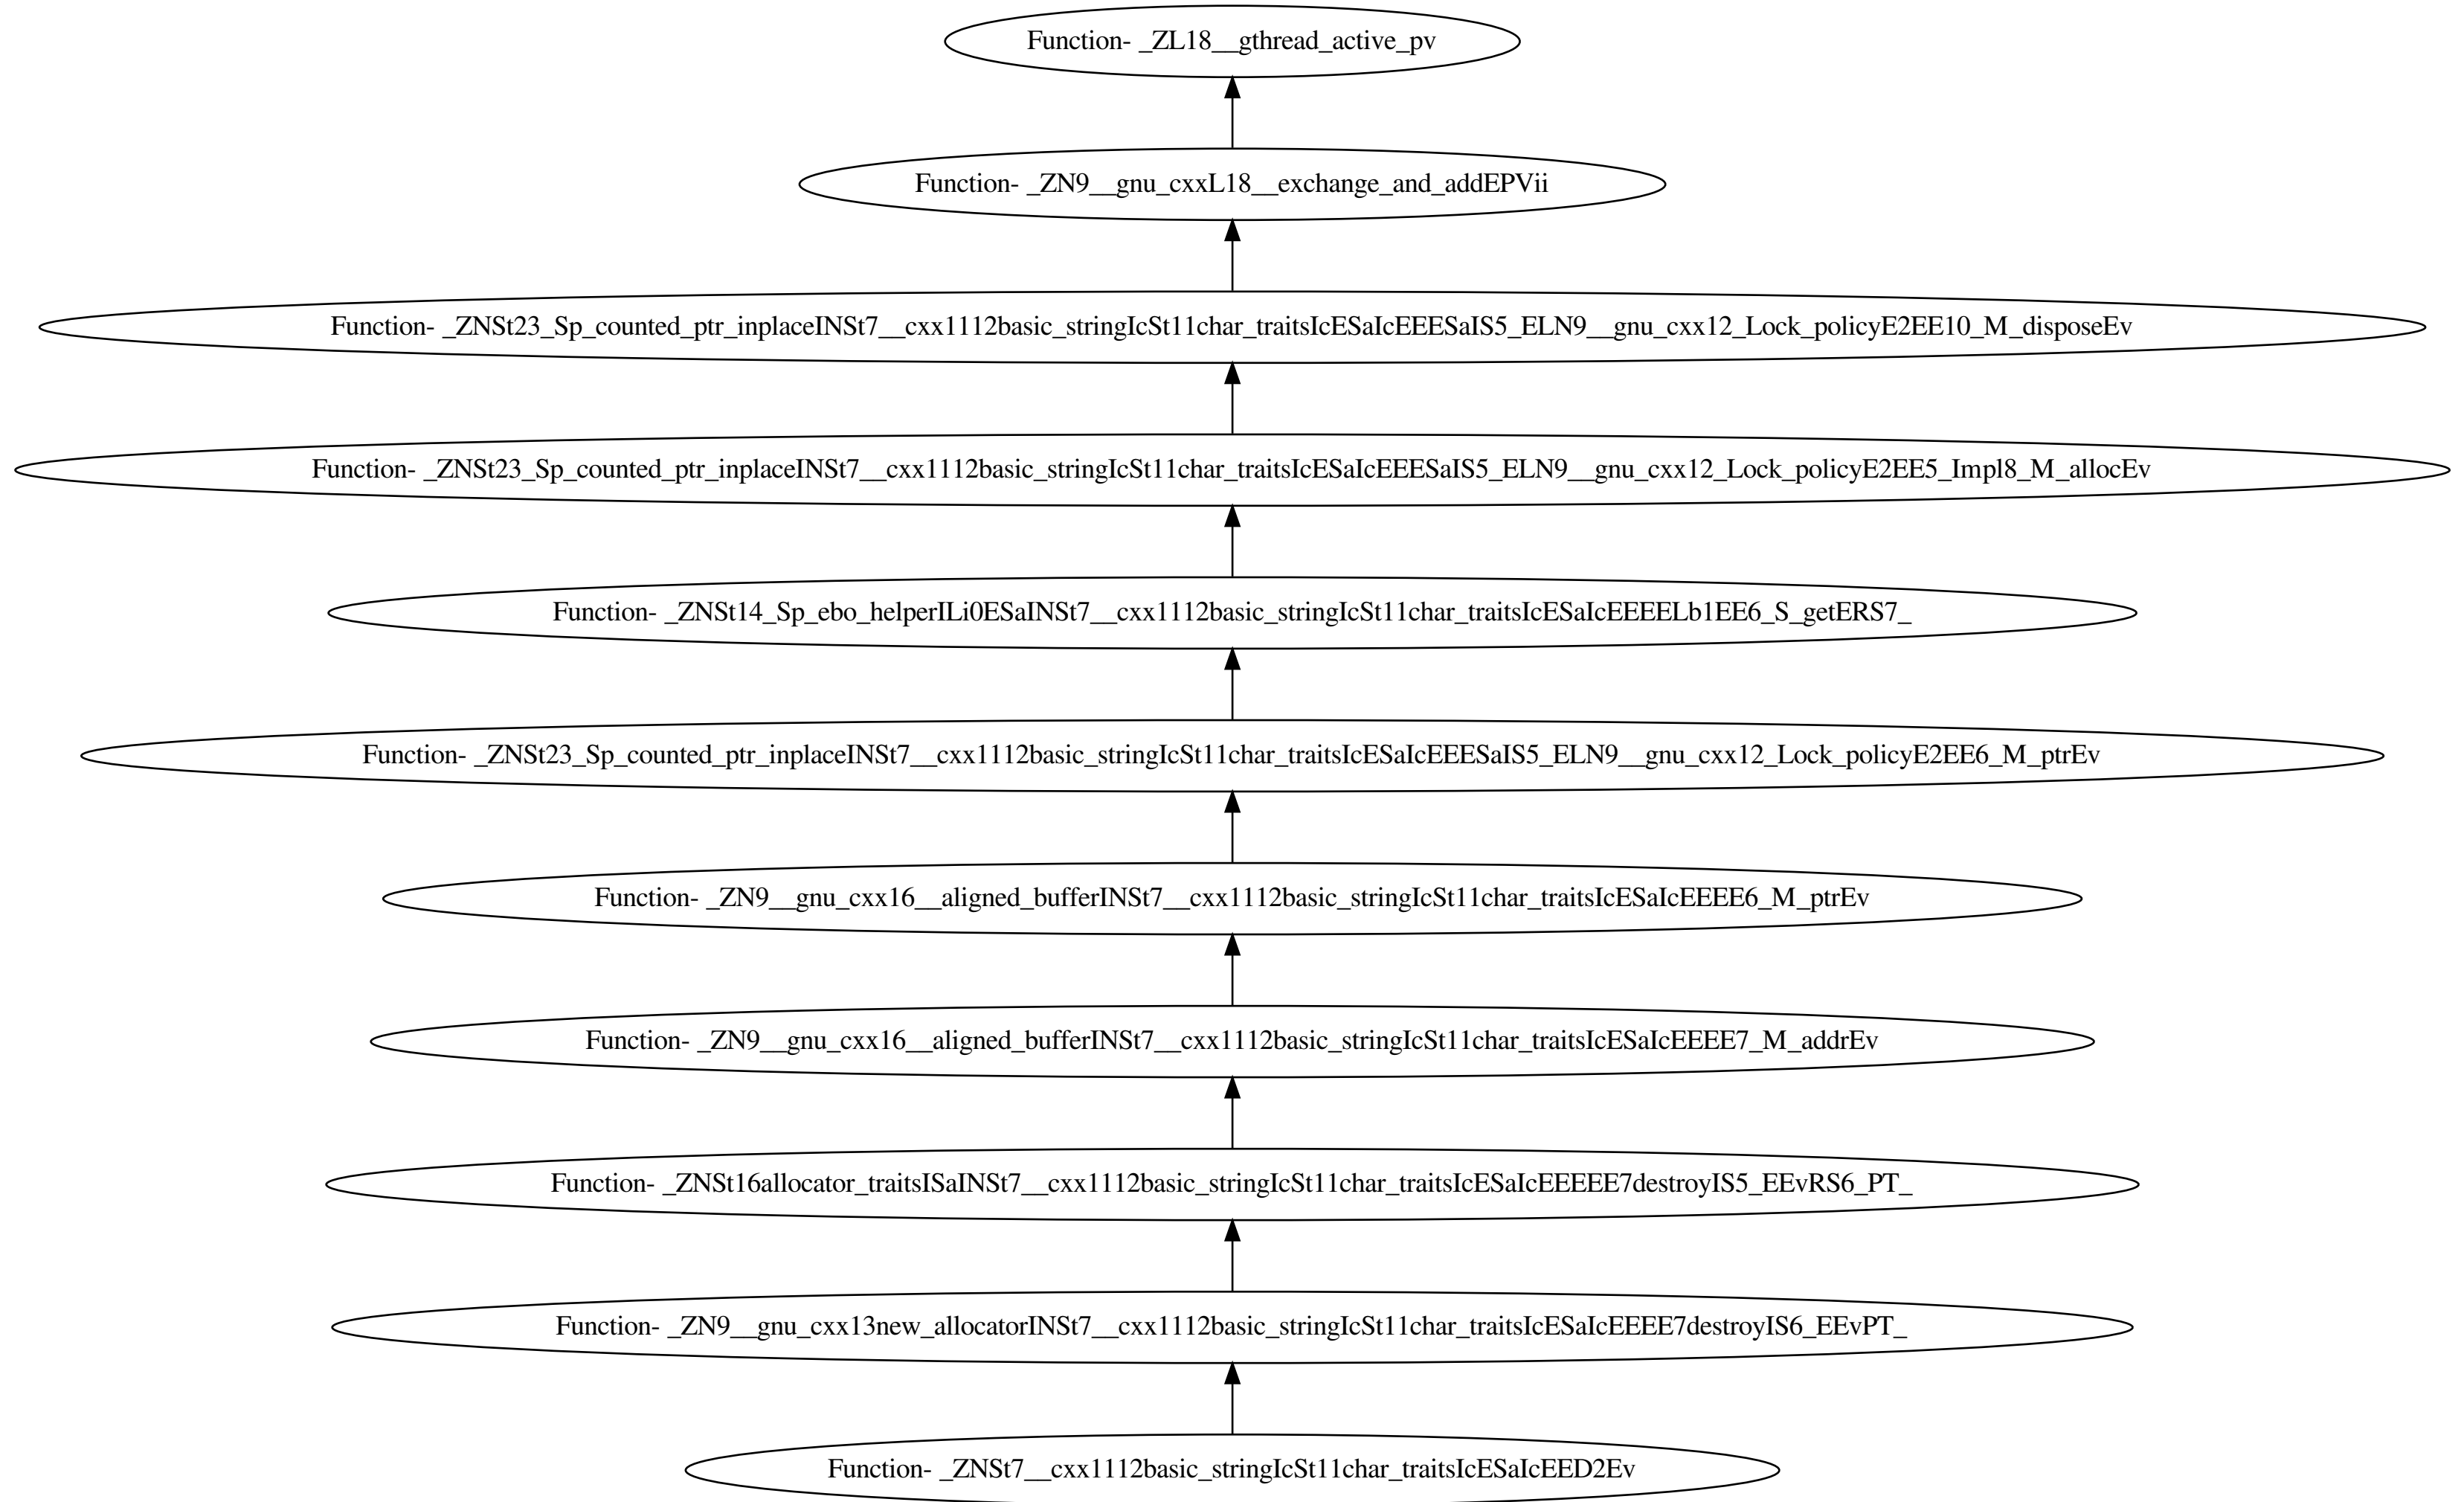 Function- _ZL18__gthread_active_pv
Function- _ZN9__gnu_cxxL18__exchange_and_addEPVii
Function- _ZNSt23_Sp_counted_ptr_inplaceINSt7__cxx1112basic_stringIcSt11char_traitsIcESaIcEEESaIS5_ELN9__gnu_cxx12_Lock_policyE2EE10_M_disposeEv
Function- _ZNSt23_Sp_counted_ptr_inplaceINSt7__cxx1112basic_stringIcSt11char_traitsIcESaIcEEESaIS5_ELN9__gnu_cxx12_Lock_policyE2EE5_Impl8_M_allocEv
Function- _ZNSt14_Sp_ebo_helperILi0ESaINSt7__cxx1112basic_stringIcSt11char_traitsIcESaIcEEEELb1EE6_S_getERS7_
Function- _ZNSt23_Sp_counted_ptr_inplaceINSt7__cxx1112basic_stringIcSt11char_traitsIcESaIcEEESaIS5_ELN9__gnu_cxx12_Lock_policyE2EE6_M_ptrEv
Function- _ZN9__gnu_cxx16__aligned_bufferINSt7__cxx1112basic_stringIcSt11char_traitsIcESaIcEEEE6_M_ptrEv
Function- _ZN9__gnu_cxx16__aligned_bufferINSt7__cxx1112basic_stringIcSt11char_traitsIcESaIcEEEE7_M_addrEv
Function- _ZNSt16allocator_traitsISaINSt7__cxx1112basic_stringIcSt11char_traitsIcESaIcEEEEE7destroyIS5_EEvRS6_PT_
Function- _ZN9__gnu_cxx13new_allocatorINSt7__cxx1112basic_stringIcSt11char_traitsIcESaIcEEEE7destroyIS6_EEvPT_
Function- _ZNSt7__cxx1112basic_stringIcSt11char_traitsIcESaIcEED2Ev